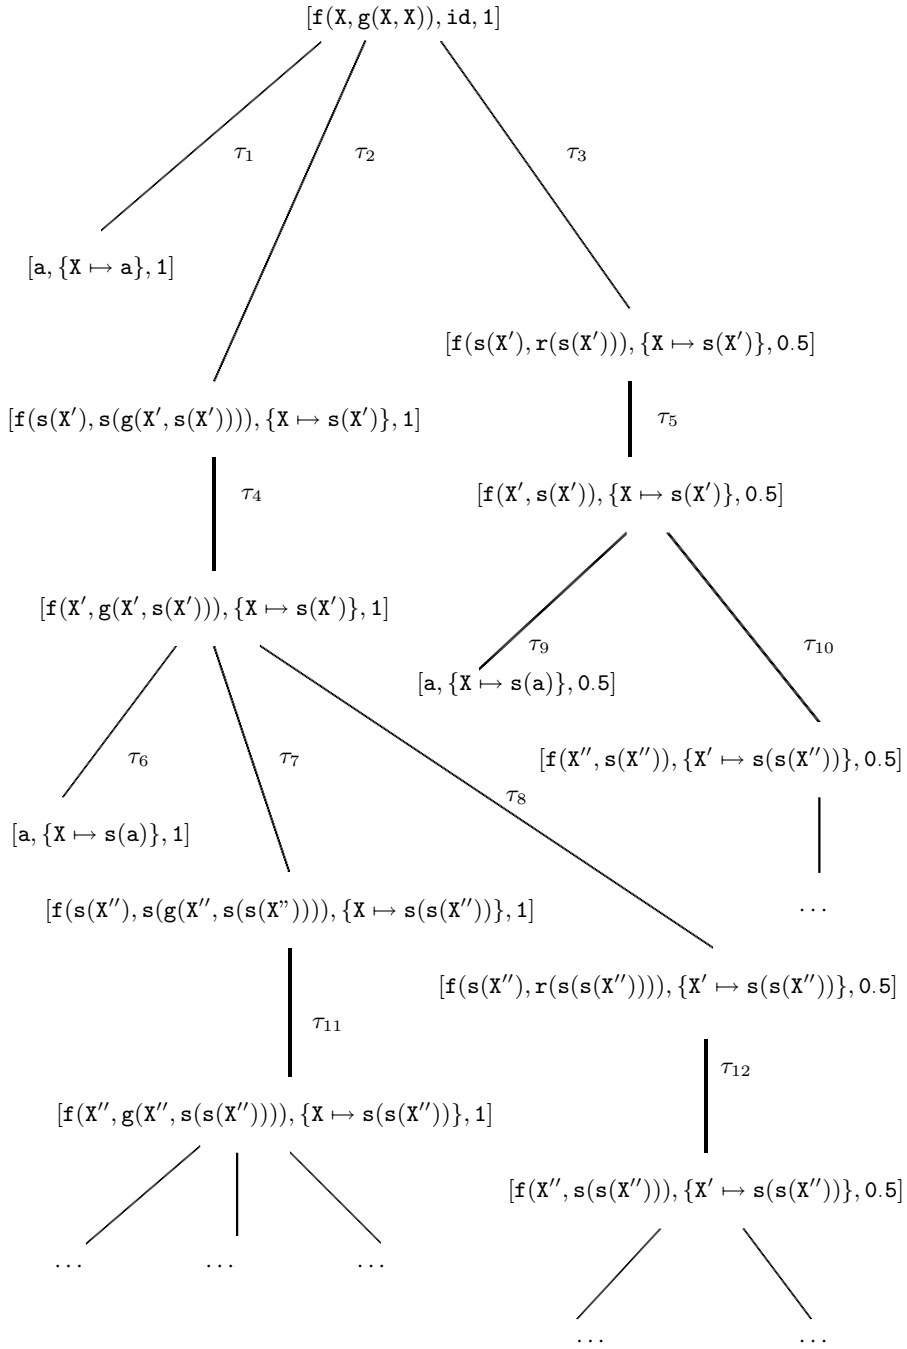 [f(X, g(X, X)), id, 1]
τ₁
τ₂
τ₃
[a, {X ↦ a}, 1]
[f(s(X′), r(s(X′))), {X ↦ s(X′)}, 0.5]
[f(s(X′), s(g(X′, s(X′)))), {X ↦ s(X′)}, 1]
τ₅
τ₄
[f(X′, s(X′)), {X ↦ s(X′)}, 0.5]
[f(X′, g(X′, s(X′))), {X ↦ s(X′)}, 1]
τ₉
τ₁₀
[a, {X ↦ s(a)}, 0.5]
τ₆
τ₇
[f(X′′, s(X′′)), {X′ ↦ s(s(X′′))}, 0.5]
τ₈
[a, {X ↦ s(a)}, 1]
[f(s(X′′), s(g(X′′, s(s(X”)))), {X ↦ s(s(X′′))}, 1]
...
[f(s(X′′), r(s(s(X′′)))), {X′ ↦ s(s(X′′))}, 0.5]
τ₁₁
τ₁₂
[f(X′′, g(X′′, s(s(X′′)))), {X ↦ s(s(X′′))}, 1]
[f(X′′, s(s(X′′))), {X′ ↦ s(s(X′′))}, 0.5]
... ... ...
... ...